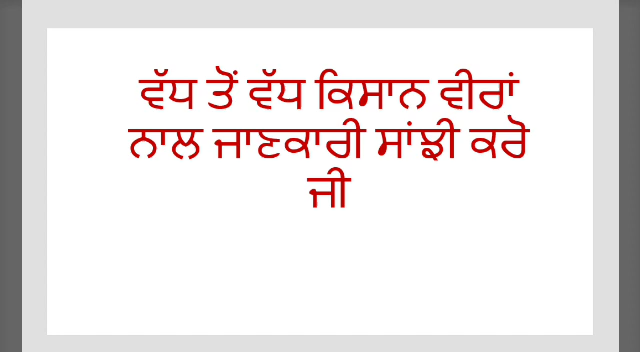 ਵੱਧ ਤੋਂ ਵੱਧ ਕਿਸਾਨ ਵੀਰਾਂ
ਨਾਲ ਜਾਣਕਾਰੀ ਸਾਂਝੀ ਕਰੋ
ਜੀ